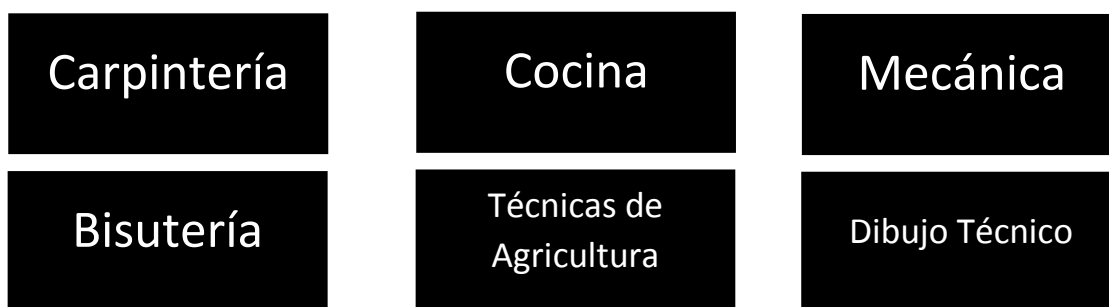 Carpintería
Cocina
Mecánica
Bisutería
Técnicas de
Agricultura
Dibujo Técnico